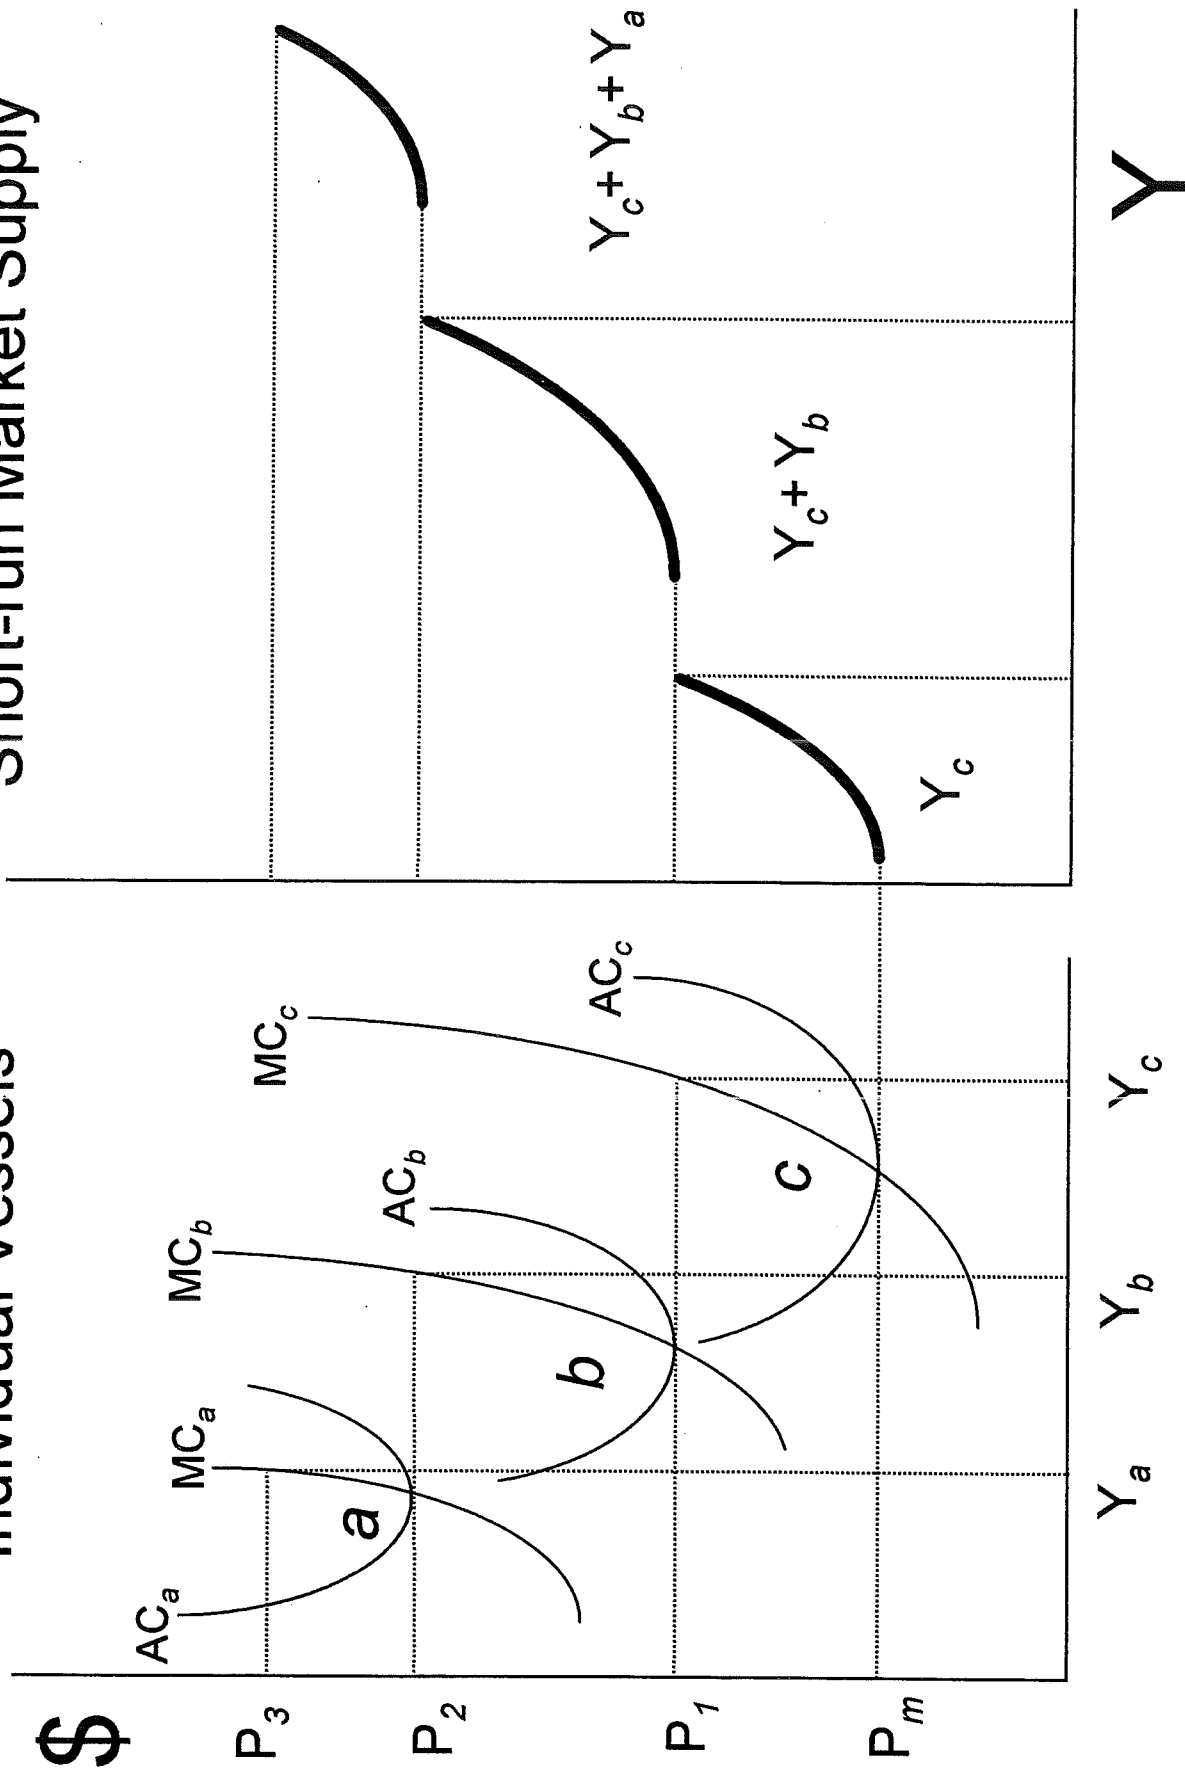 Individual Vessels
Short-run Market Supply
$
P3
P2
P1
Pm
ACa
MCa
MCb
ACb
MCc
ACc
a
b
c
Ya
Yb
Yc
Yc
Yc+ Yb
Yc+ Yb+ Ya
Y